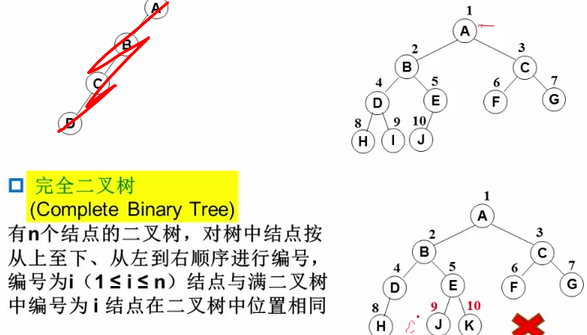 A
B
C
D
1
A
2
3
B
C
4
5
6
7
D
E
F
G
8
9
10
H
I
J
完全二叉树
(Complete Binary Tree)
有n个结点的二叉树，对树中结点按
从上至下、从左到右顺序进行编号，
编号为i（1≤i≤n）结点与满二叉树
中编号为 i 结点在二叉树中位置相同
1
A
2
3
B
C
4
5
6
7
D
E
F
G
8
9
10
H
J
K